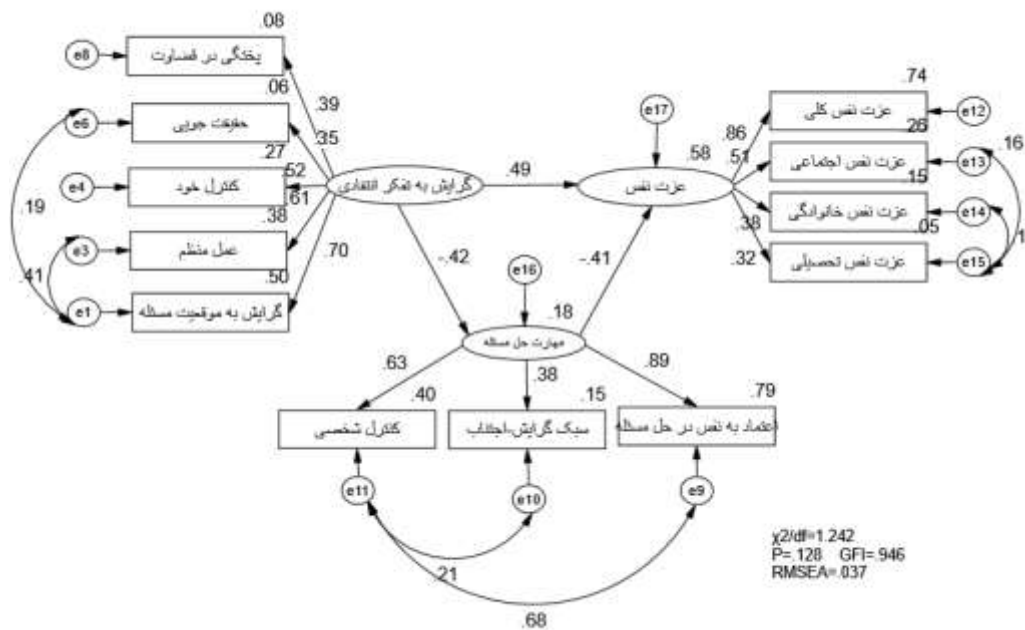 .08
e8
پختگی در قضاوت
.39
.06
e6
حقیقت جویی
.35
.27
e4
کنترل خود
.52
.61
.38
e3
عمل منظم
.70
.50
e1
گرایش به موقعیت مسئله
.19
.41
گرایش به تفکر انتقادی
.49
-.42
e17
.58
عزت نفس
-.41
.74
.86
عزت نفس کلی
e12
.26
.51
عزت نفس اجتماعی
e13
.16
.15
.38
عزت نفس خانوادگی
e14
.05
.32
عزت نفس تحصیلی
e15
e16
.18
مهارت حل مسئله
.63
.38
.89
.40
.15
.79
کنترل شخصی
سبک گرایش-اجتناب
اعتماد به نفس در حل مسئله
e11
e10
e9
.21
.68
χ2/df=1.242
P=.128 GFI=.946
RMSEA=.037